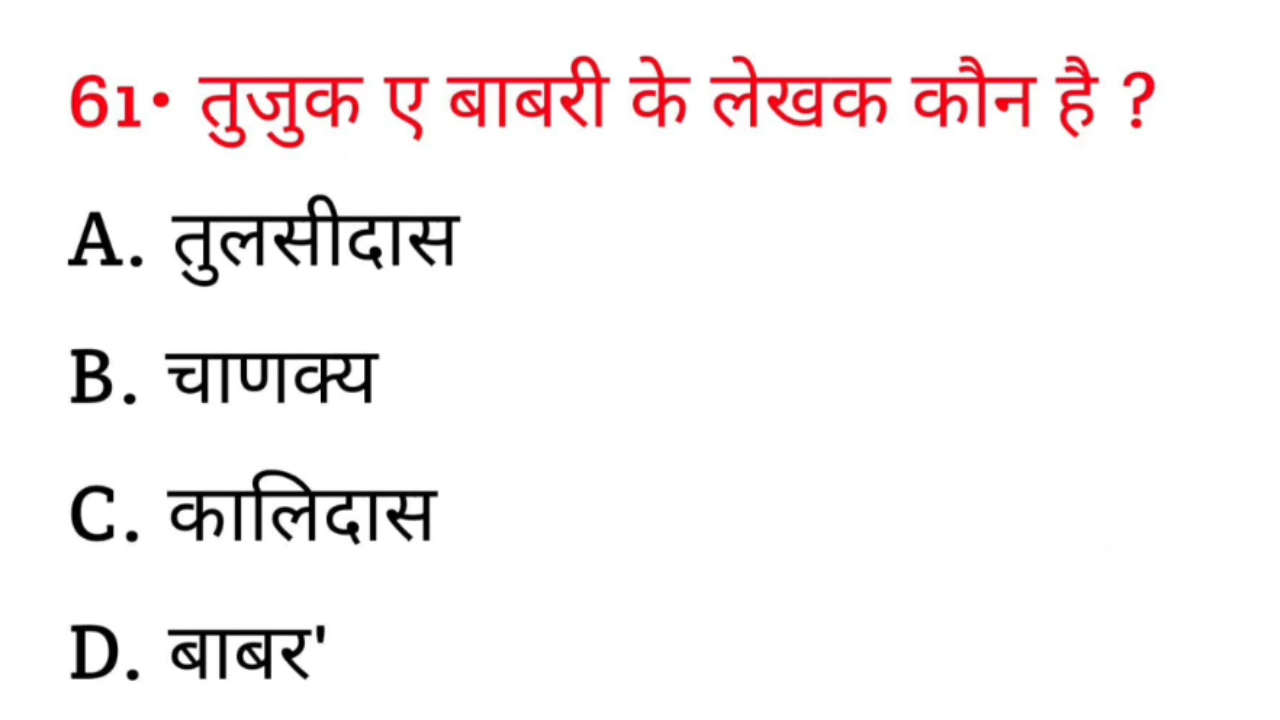 61• तुजुक ए बाबरी के लेखक कौन है ?
A. तुलसीदास
B. चाणक्य
C. कालिदास
D. बाबर'